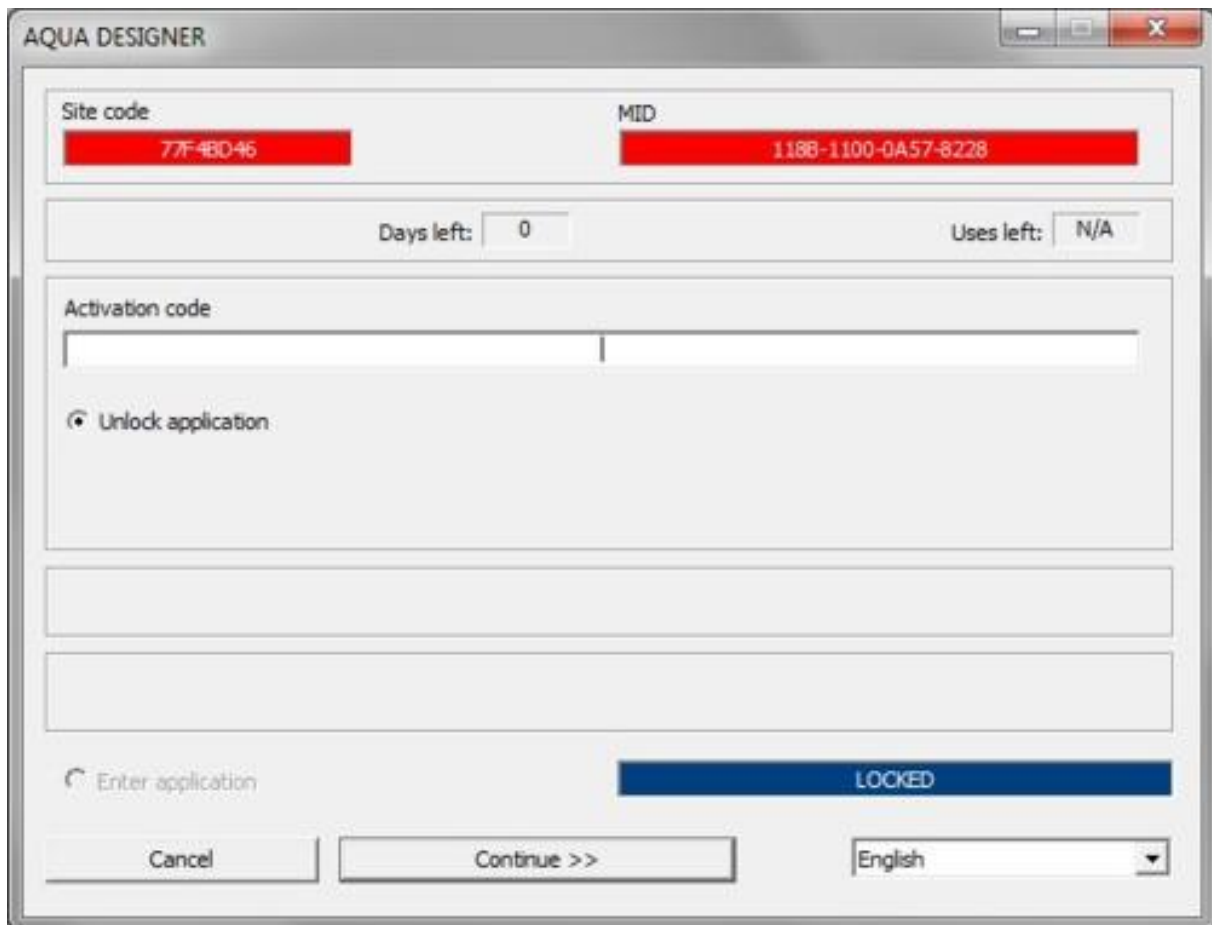 AQUA DESIGNER
Site code
MID
77F4BD46
118B-1100-0A57-8228
Days left: 0
Uses left: N/A
Activation code
Unlock application
Enter application
LOCKED
Cancel
Continue >>
English